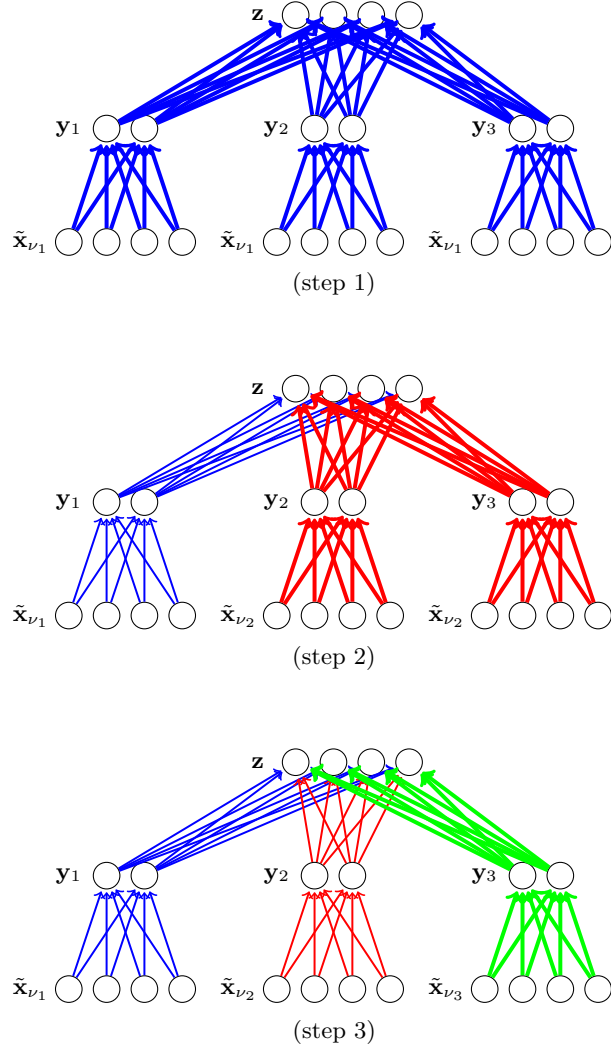 z
y₁ y₂ y₃
x̃ν₁ x̃ν₁ x̃ν₁
(step 1)
z
y₁ y₂ y₃
x̃ν₁ x̃ν₂ x̃ν₂
(step 2)
z
y₁ y₂ y₃
x̃ν₁ x̃ν₂ x̃ν₃
(step 3)